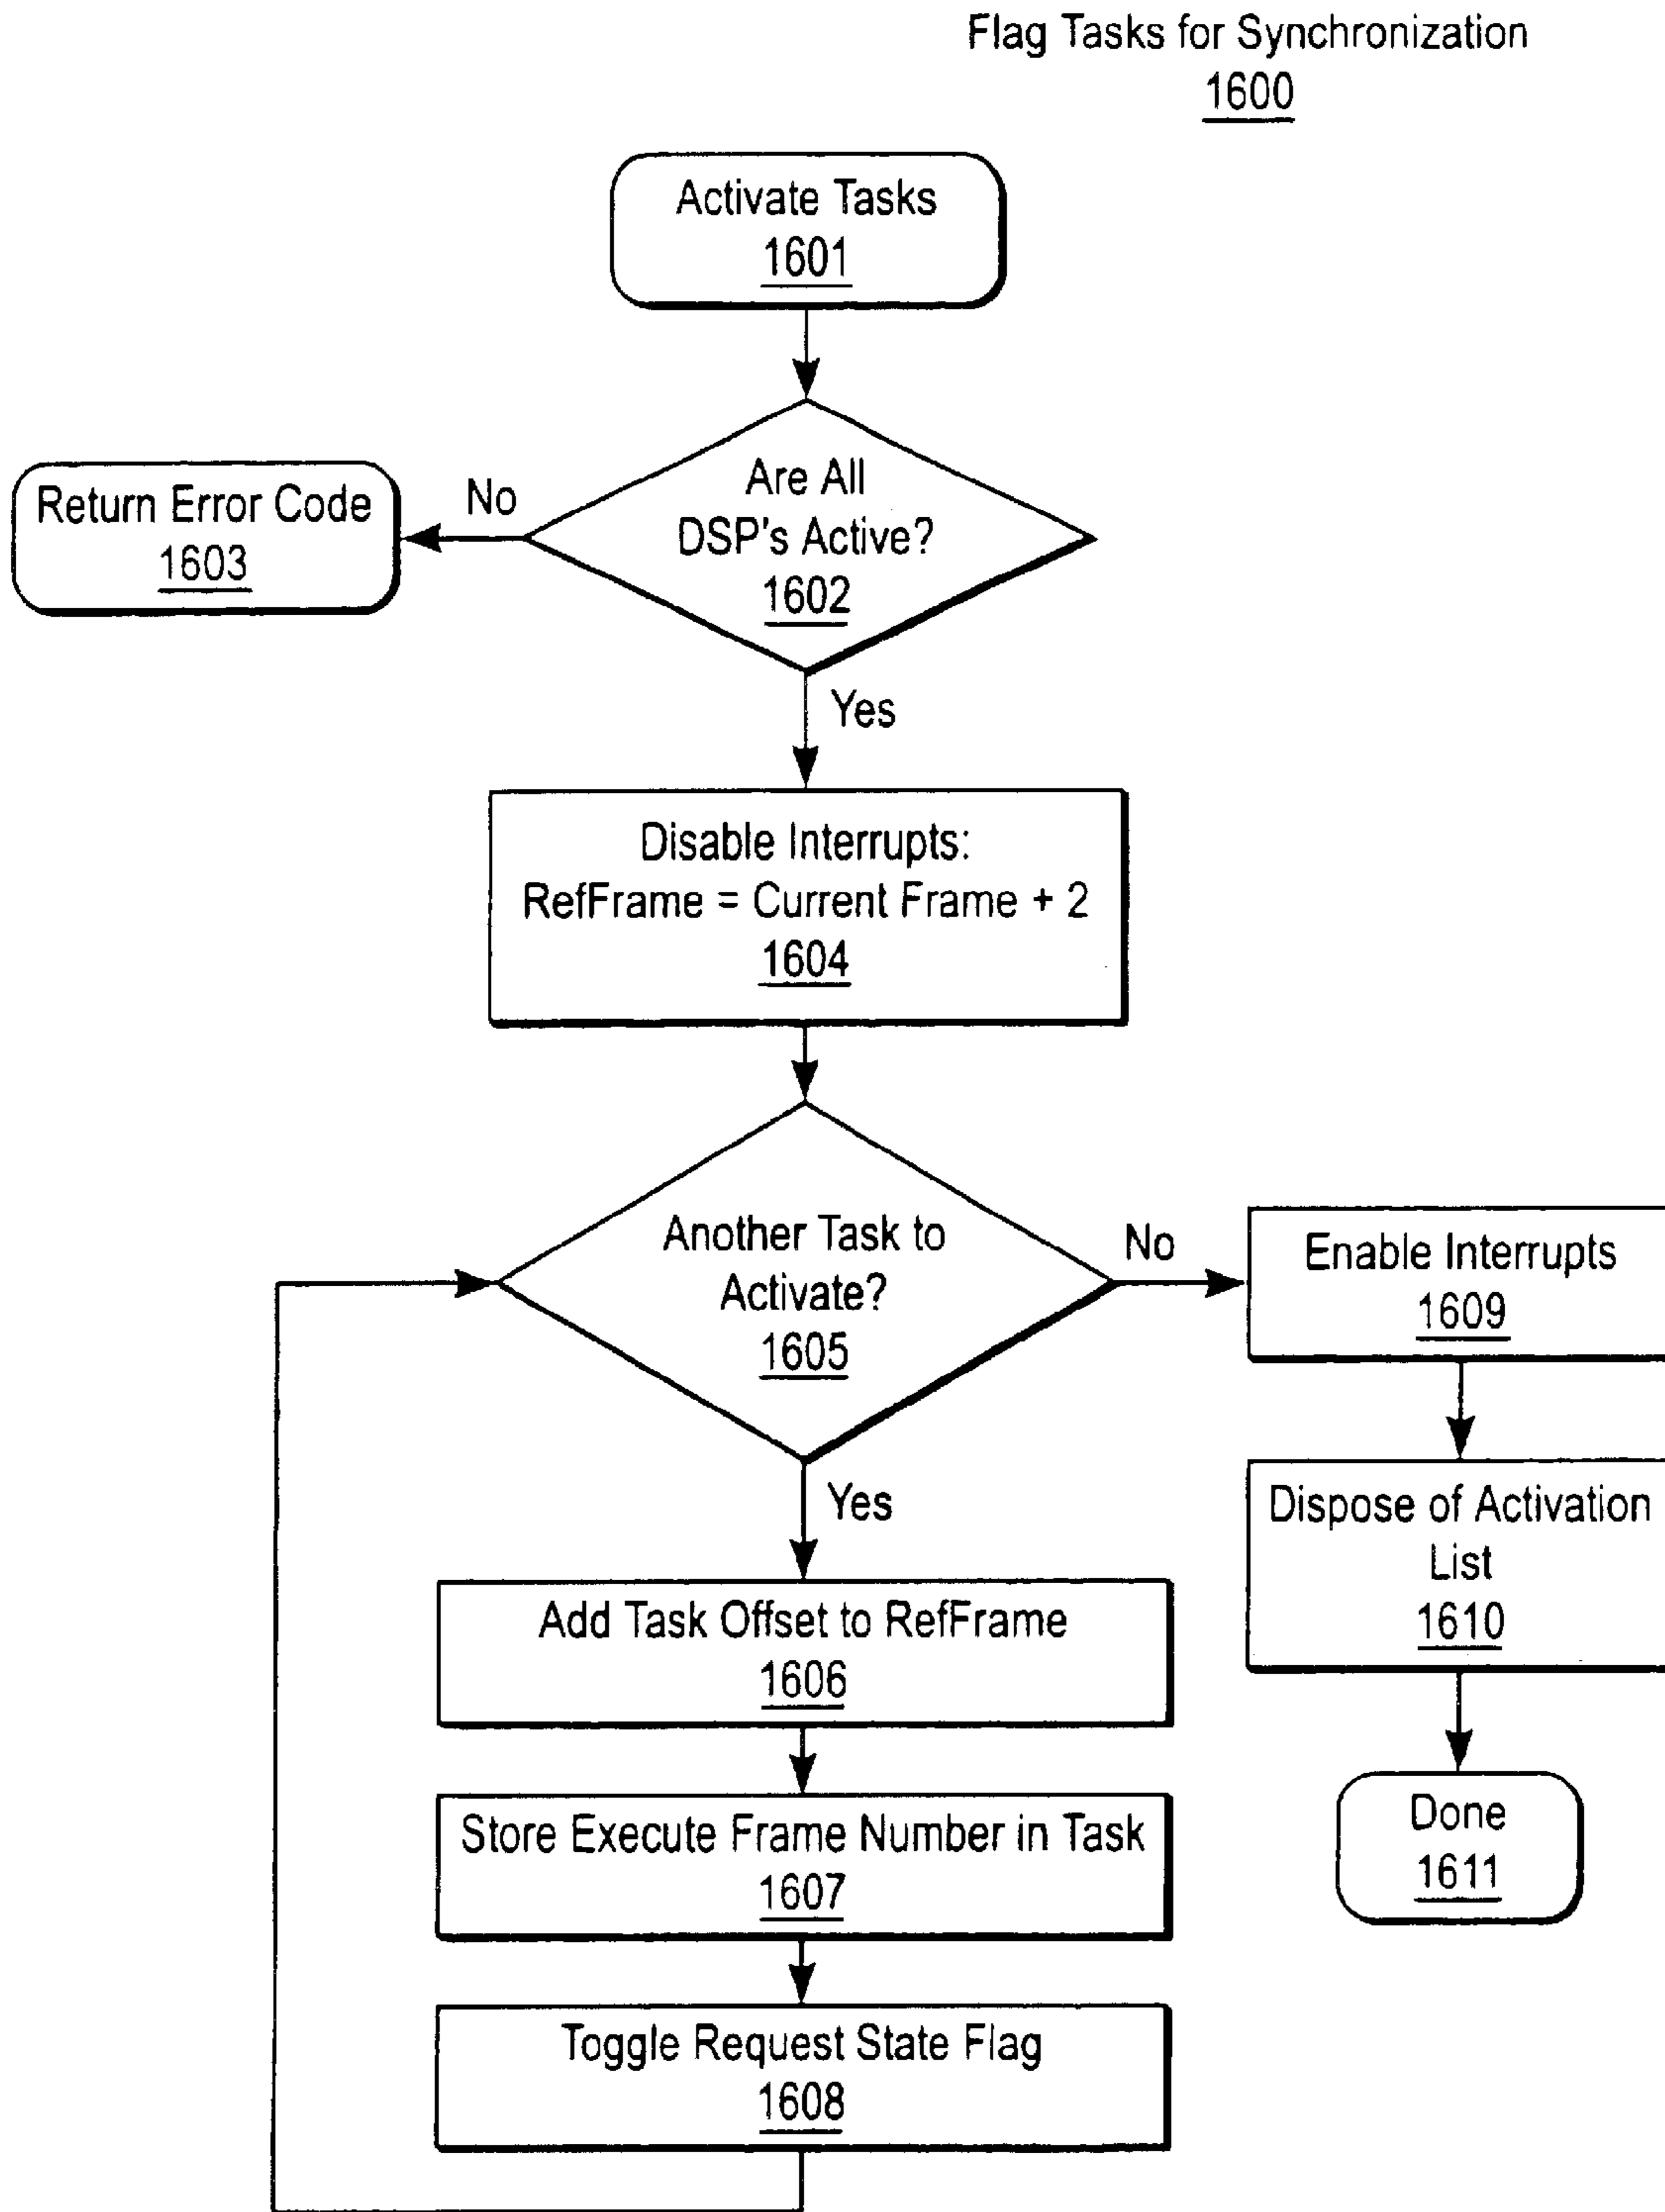 Flag Tasks for Synchronization
1600
Activate Tasks
1601
Are All
DSP's Active?
1602
No
Return Error Code
1603
Yes
Disable Interrupts:
RefFrame = Current Frame + 2
1604
Another Task to
Activate?
1605
No
Enable Interrupts
1609
Dispose of Activation
List
1610
Done
1611
Yes
Add Task Offset to RefFrame
1606
Store Execute Frame Number in Task
1607
Toggle Request State Flag
1608